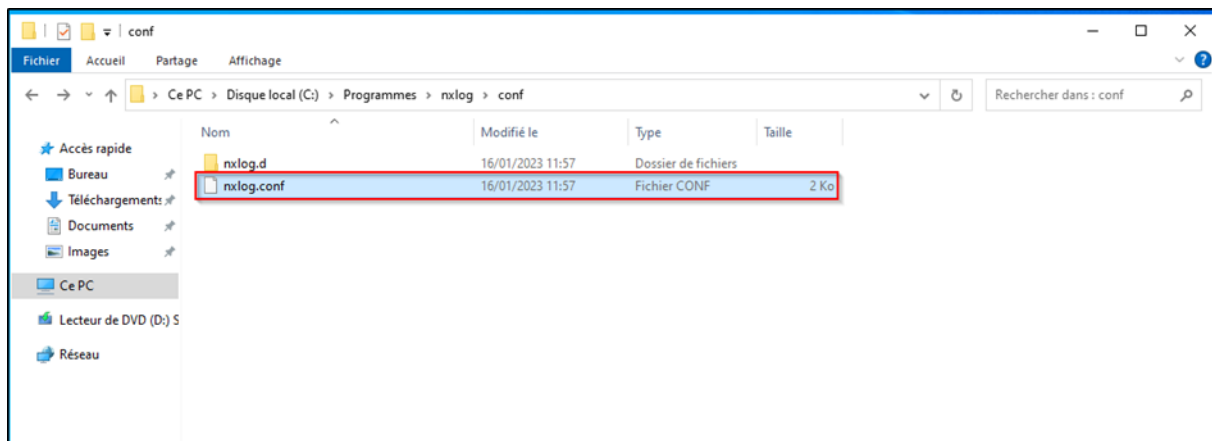 conf
Fichier Accueil Partage Affichage
Ce PC > Disque local (C:) > Programmes > nxlog > conf
Rechercher dans : conf
Nom Modifié le Type Taille
Accès rapide
Bureau
Téléchargements
Documents
Images
Ce PC
Lecteur de DVD (D:) S
Réseau
nxlog.d 16/01/2023 11:57 Dossier de fichiers
nxlog.conf 16/01/2023 11:57 Fichier CONF 2 Ko